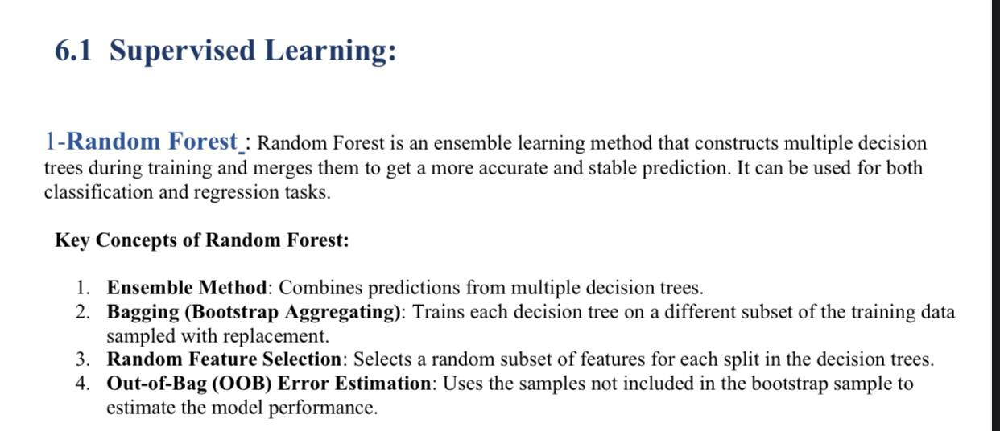 6.1 Supervised Learning:
1-Random Forest : Random Forest is an ensemble learning method that constructs multiple decision
trees during training and merges them to get a more accurate and stable prediction. It can be used for both
classification and regression tasks.
Key Concepts of Random Forest:
1. Ensemble Method: Combines predictions from multiple decision trees.
2. Bagging (Bootstrap Aggregating): Trains each decision tree on a different subset of the training data
sampled with replacement.
3. Random Feature Selection: Selects a random subset of features for each split in the decision trees.
4. Out-of-Bag (OOB) Error Estimation: Uses the samples not included in the bootstrap sample to
estimate the model performance.